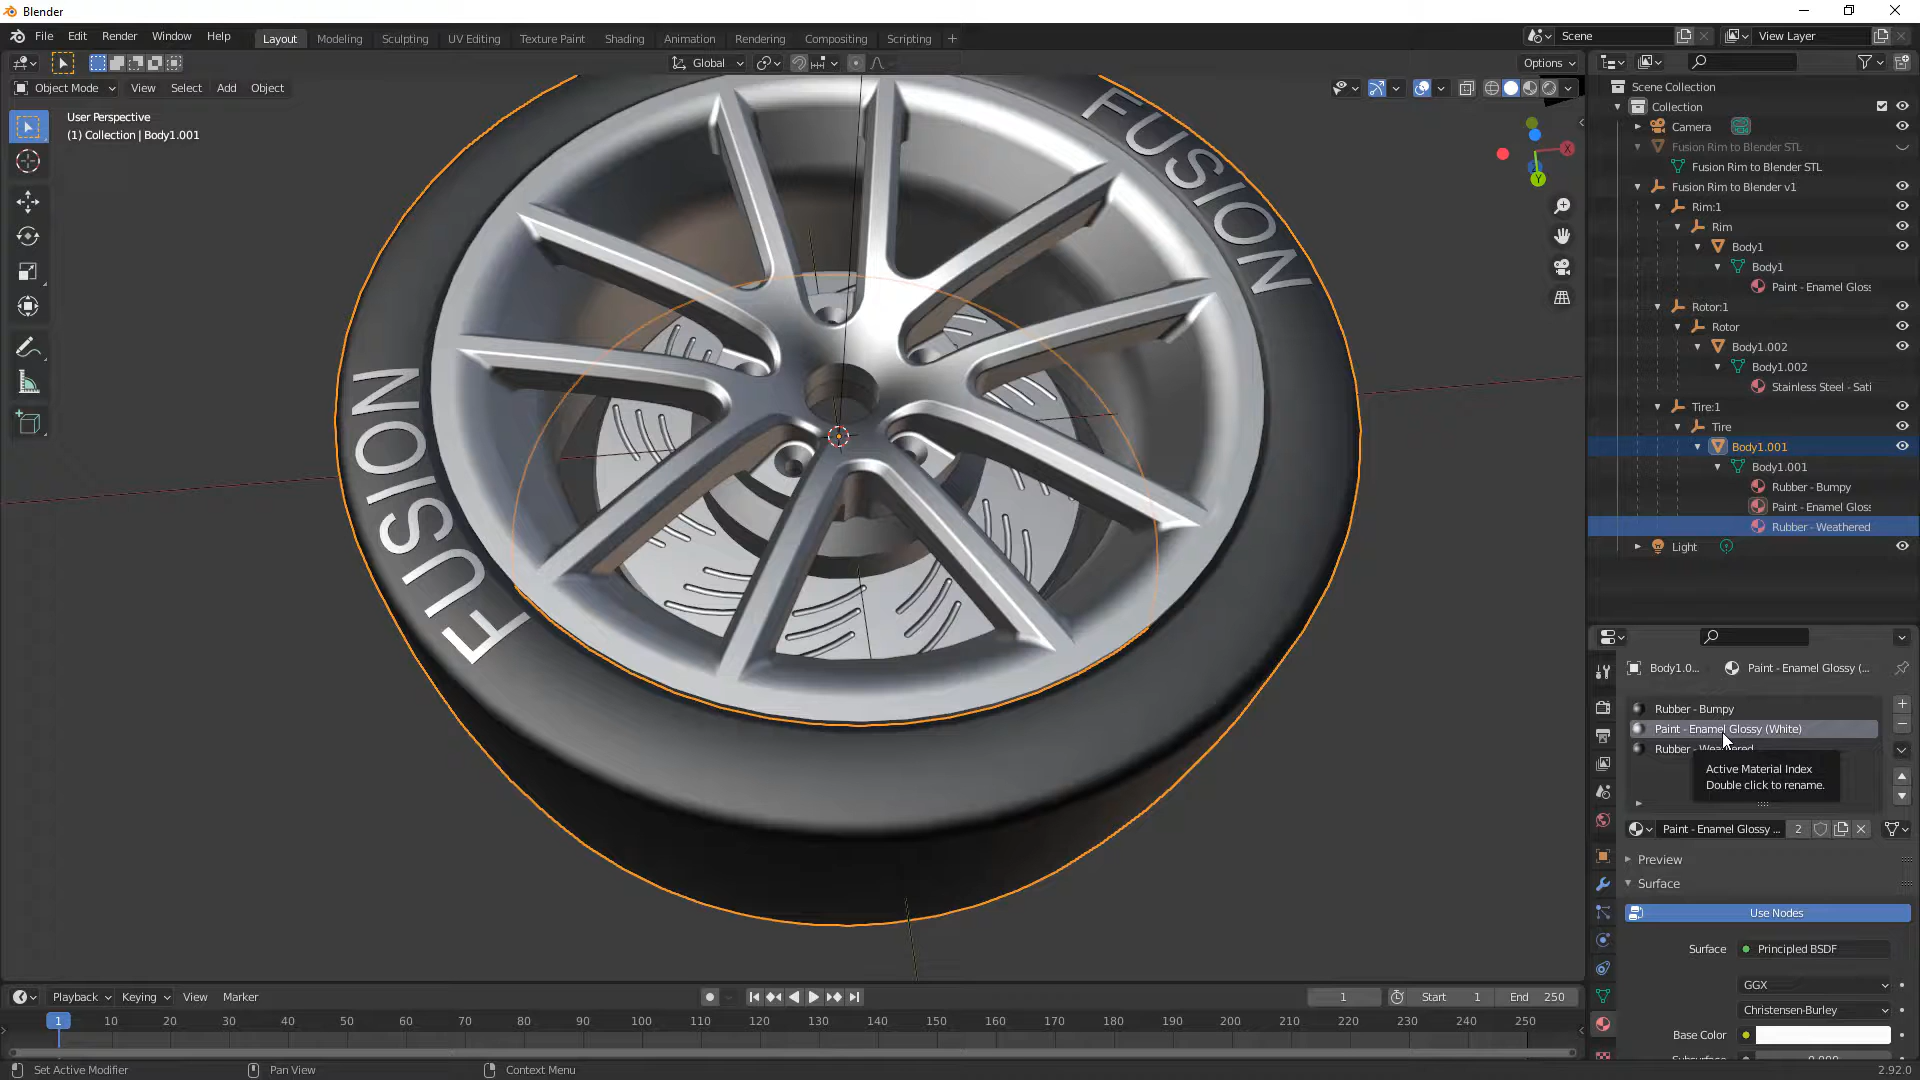 Blender
File Edit Render Window Help
Layout Modeling Sculpting UV Editing Texture Paint Shading Animation Rendering Compositing Scripting +
Scene
View Layer
Global
Options
Object Mode View Select Add Object
User Perspective
(1) Collection | Body1.001
FUSION
FUSION
X
Y
Scene Collection
Collection
Camera
Fusion Rim to Blender STL
Fusion Rim to Blender STL
Fusion Rim to Blender v1
Rim:1
Rim
Body1
Body1
Paint - Enamel Gloss
Rotor:1
Rotor
Body1.002
Body1.002
Stainless Steel - Sati
Tire:1
Tire
Body1.001
Body1.001
Rubber - Bumpy
Paint - Enamel Gloss
Rubber - Weathered
Light
Body1.0... Paint - Enamel Glossy (...
Rubber - Bumpy
Paint - Enamel Glossy (White)
Rubber - Weathered
Active Material Index
Double click to rename.
Paint - Enamel Glossy ... 2
Preview
Surface
Use Nodes
Surface Principled BSDF
GGX
Christensen-Burley
Base Color
Subsurface 0.000
Playback Keying View Marker
1 Start 1 End 250
1 10 20 30 40 50 60 70 80 90 100 110 120 130 140 150 160 170 180 190 200 210 220 230 240 250
Set Active Modifier Pan View Context Menu 2.92.0